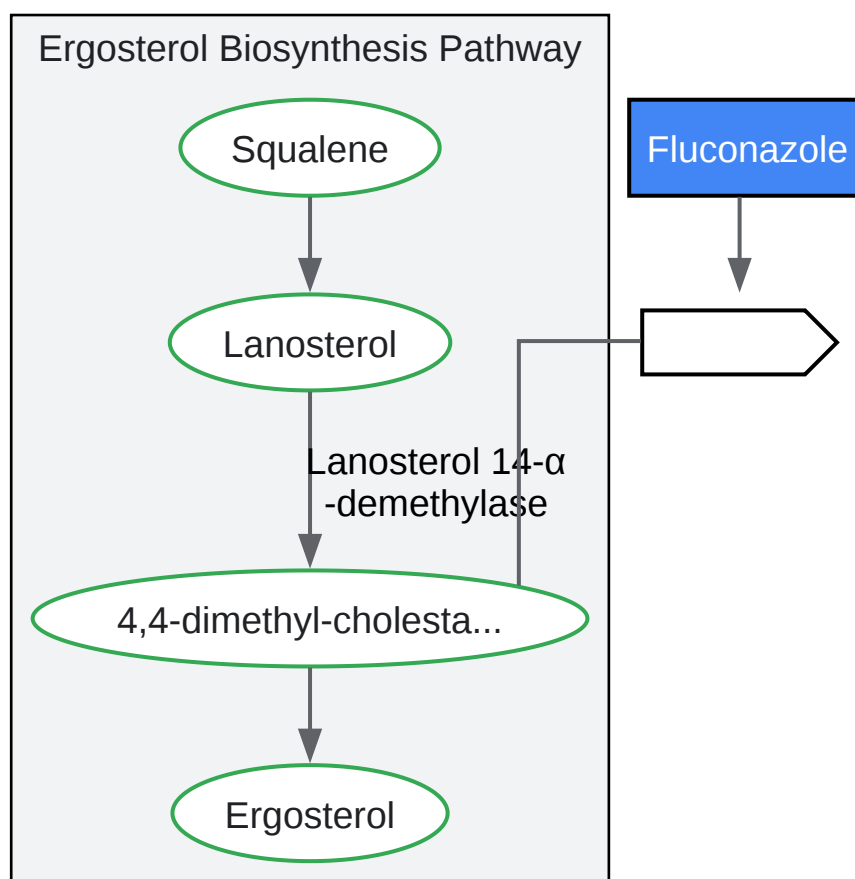 Ergosterol Biosynthesis Pathway
Squalene
Fluconazole
Lanosterol
Lanosterol 14-α
-demethylase
4,4-dimethyl-cholesta...
Ergosterol